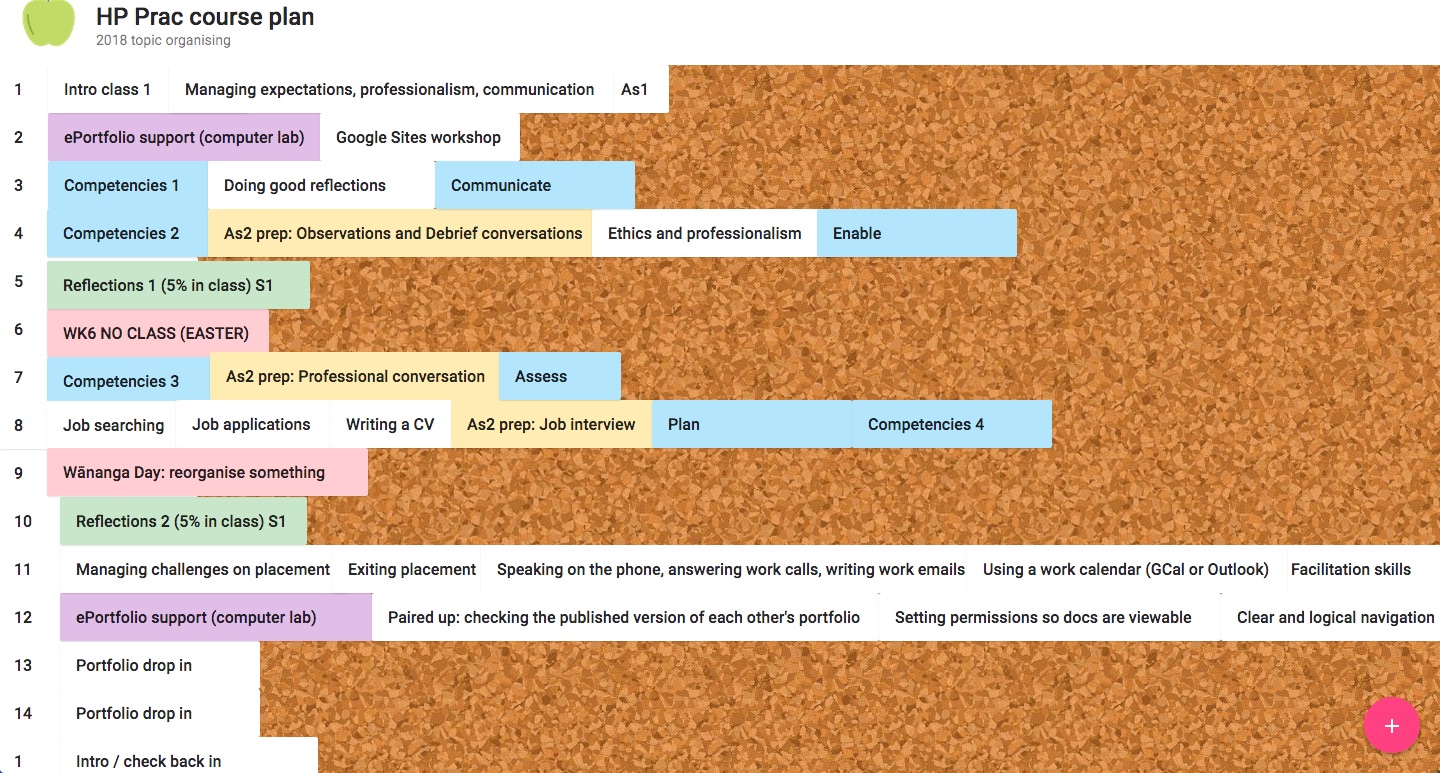 HP Prac course plan
2018 topic organising
1 Intro class 1 Managing expectations, professionalism, communication As1
2 ePortfolio support (computer lab) Google Sites workshop
3 Competencies 1 Doing good reflections Communicate
4 Competencies 2 As2 prep: Observations and Debrief conversations Ethics and professionalism Enable
5 Reflections 1 (5% in class) S1
6 WK6 NO CLASS (EASTER)
7 Competencies 3 As2 prep: Professional conversation Assess
8 Job searching Job applications Writing a CV As2 prep: Job interview Plan Competencies 4
9 Wānanga Day: reorganise something
10 Reflections 2 (5% in class) S1
11 Managing challenges on placement Exiting placement Speaking on the phone, answering work calls, writing work emails Using a work calendar (GCal or Outlook) Facilitation skills
12 ePortfolio support (computer lab) Paired up: checking the published version of each other's portfolio Setting permissions so docs are viewable Clear and logical navigation
13 Portfolio drop in
14 Portfolio drop in
1 Intro / check back in
+